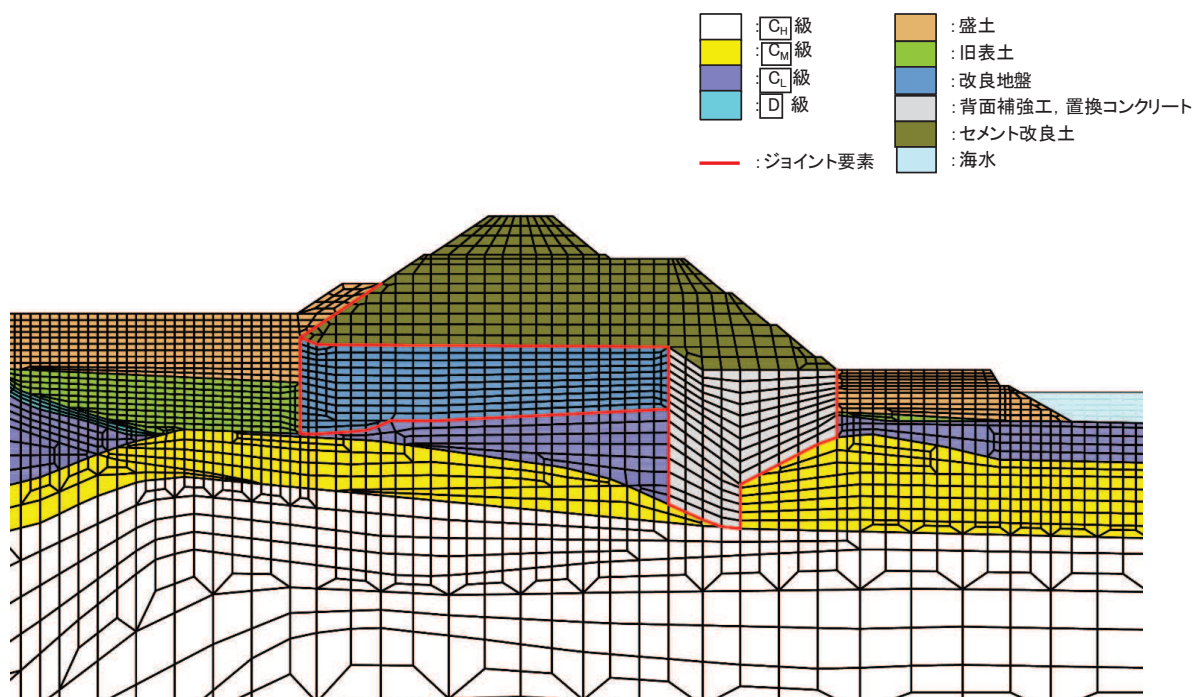 : CH 級
: CM 級
: CL 級
: D 級
: ジョイント要素
: 盛土
: 旧表土
: 改良地盤
: 背面補強工, 置換コンクリート
: セメント改良土
: 海水